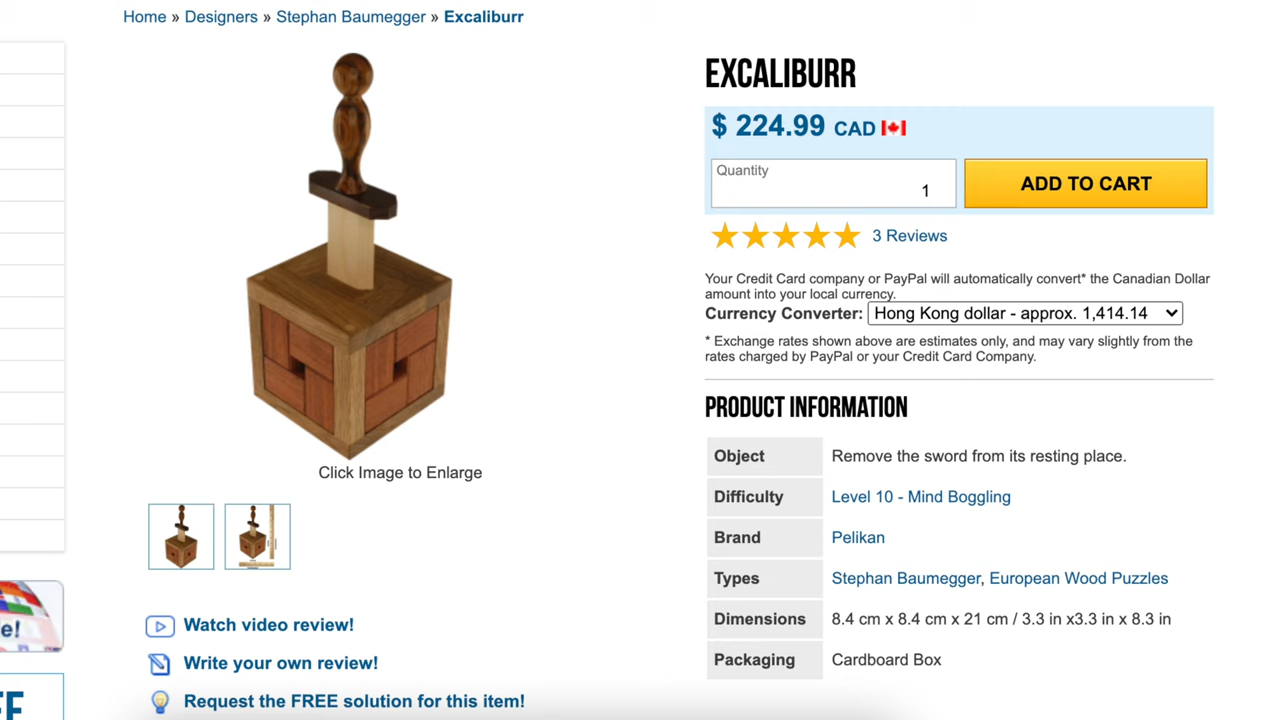 Home » Designers » Stephan Baumegger » Excaliburr
EXCALIBURR
$ 224.99 CAD
Quantity
1
ADD TO CART
3 Reviews
Your Credit Card company or PayPal will automatically convert* the Canadian Dollar
amount into your local currency.
Currency Converter: Hong Kong dollar - approx. 1,414.14
* Exchange rates shown above are estimates only, and may vary slightly from the
rates charged by PayPal or your Credit Card Company.
PRODUCT INFORMATION
Object Remove the sword from its resting place.
Difficulty Level 10 - Mind Boggling
Brand Pelikan
Types Stephan Baumegger, European Wood Puzzles
Dimensions 8.4 cm x 8.4 cm x 21 cm / 3.3 in x3.3 in x 8.3 in
Packaging Cardboard Box
Click Image to Enlarge
Watch video review!
Write your own review!
Request the FREE solution for this item!